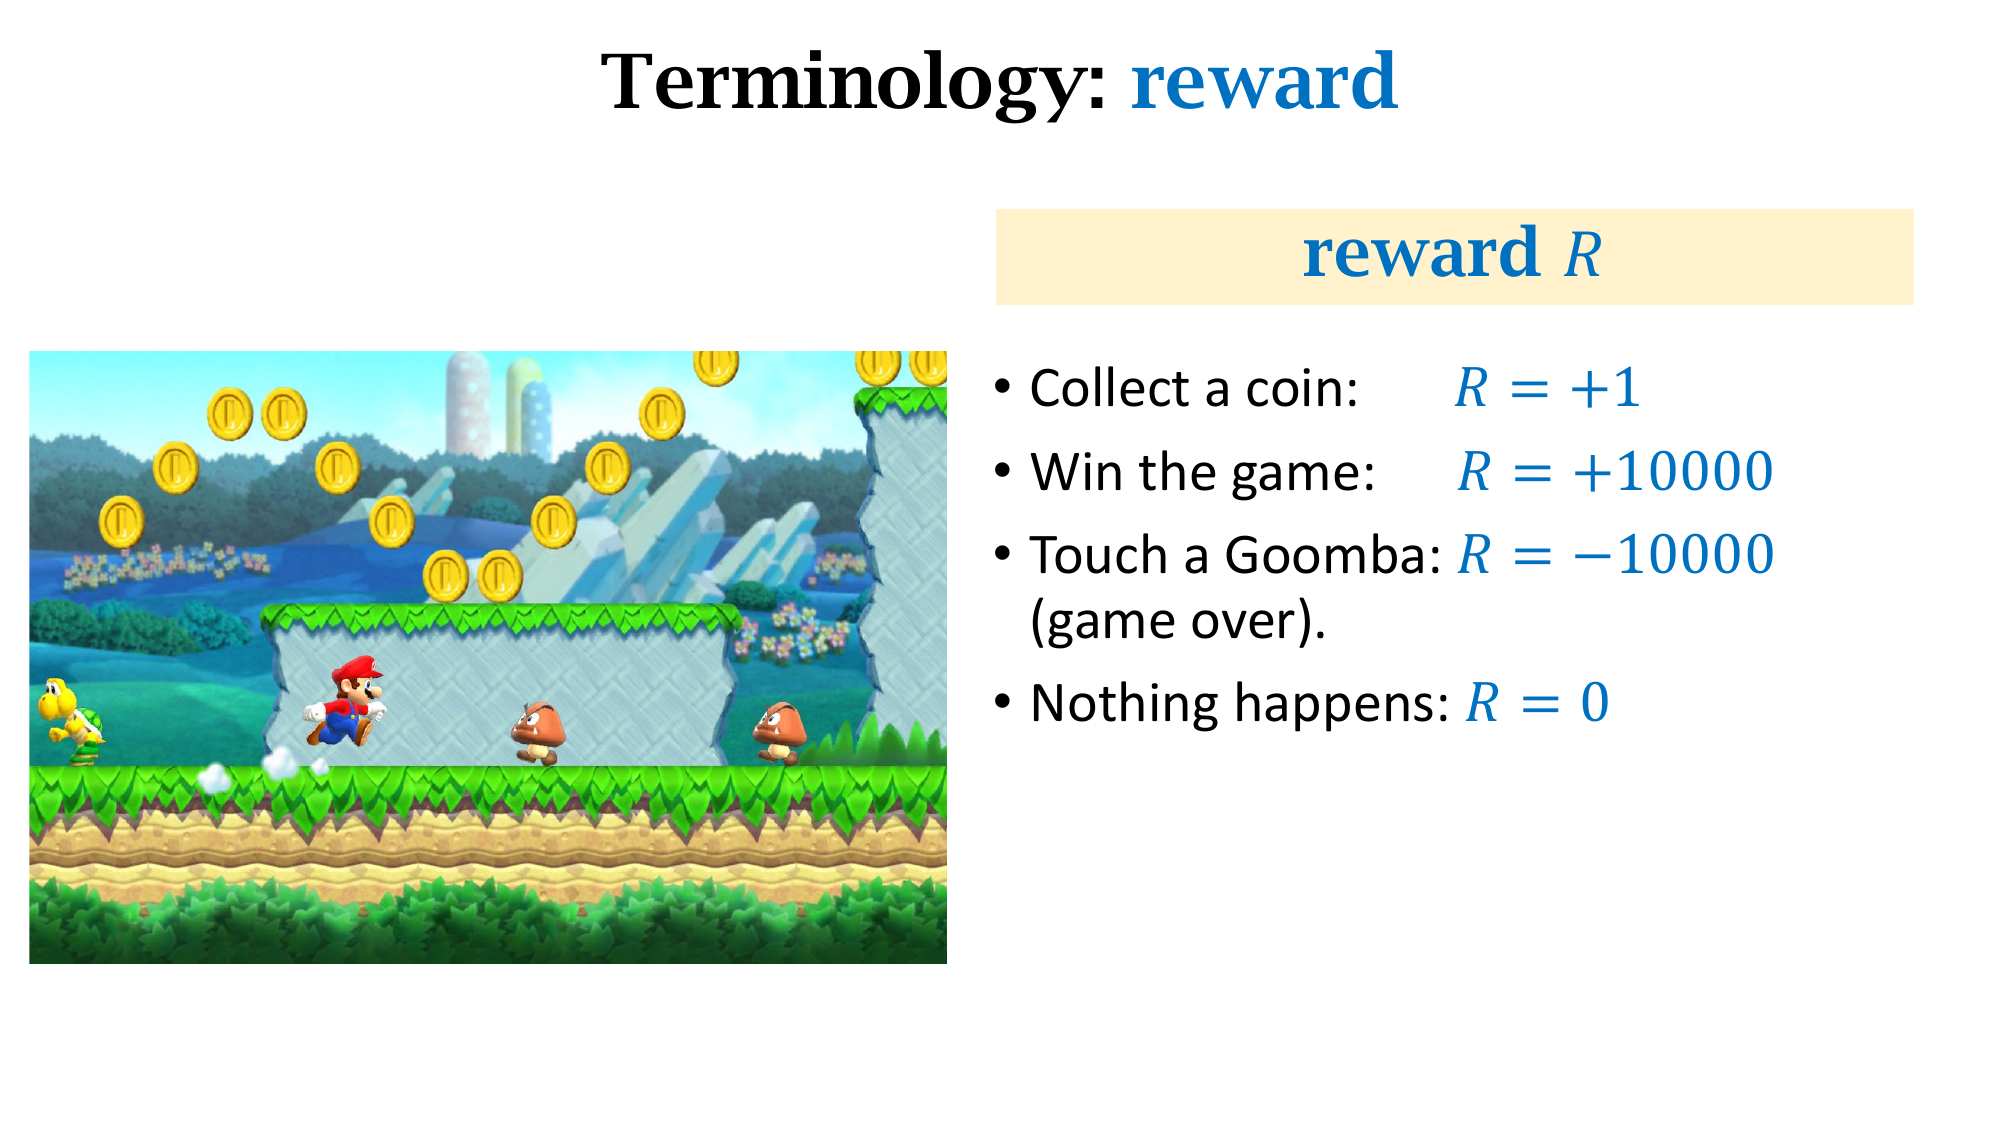 Terminology: reward
reward R
• Collect a coin: R = +1
• Win the game: R = +10000
• Touch a Goomba: R = −10000
(game over).
• Nothing happens: R = 0